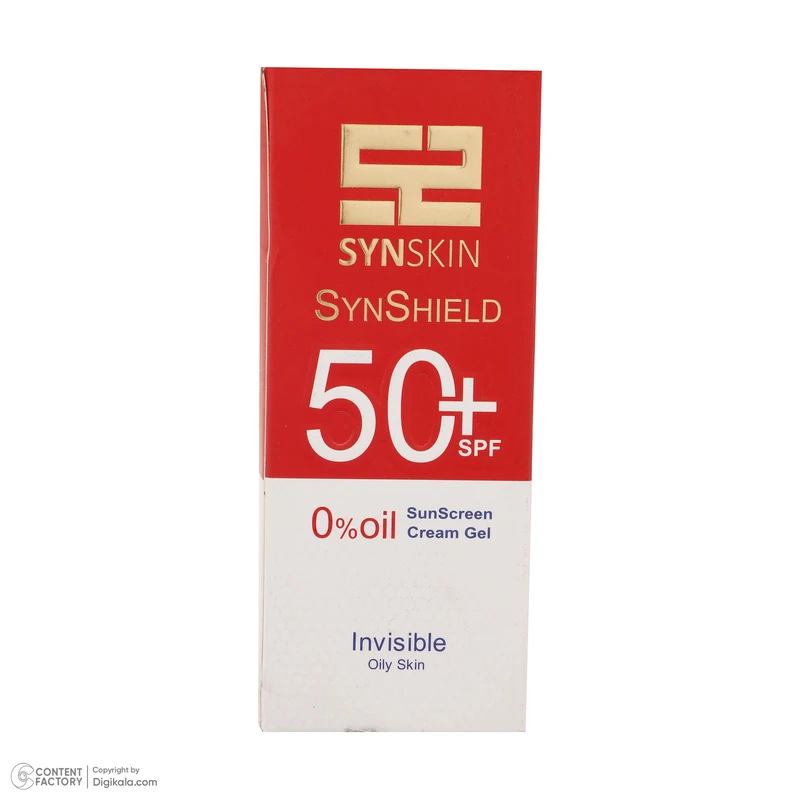 SYNSKIN
SYNSHIELD
50+
SPF
0%oil SunScreen
Cream Gel
Invisible
Oily Skin
CONTENT FACTORY
Copyright by
Digikala.com